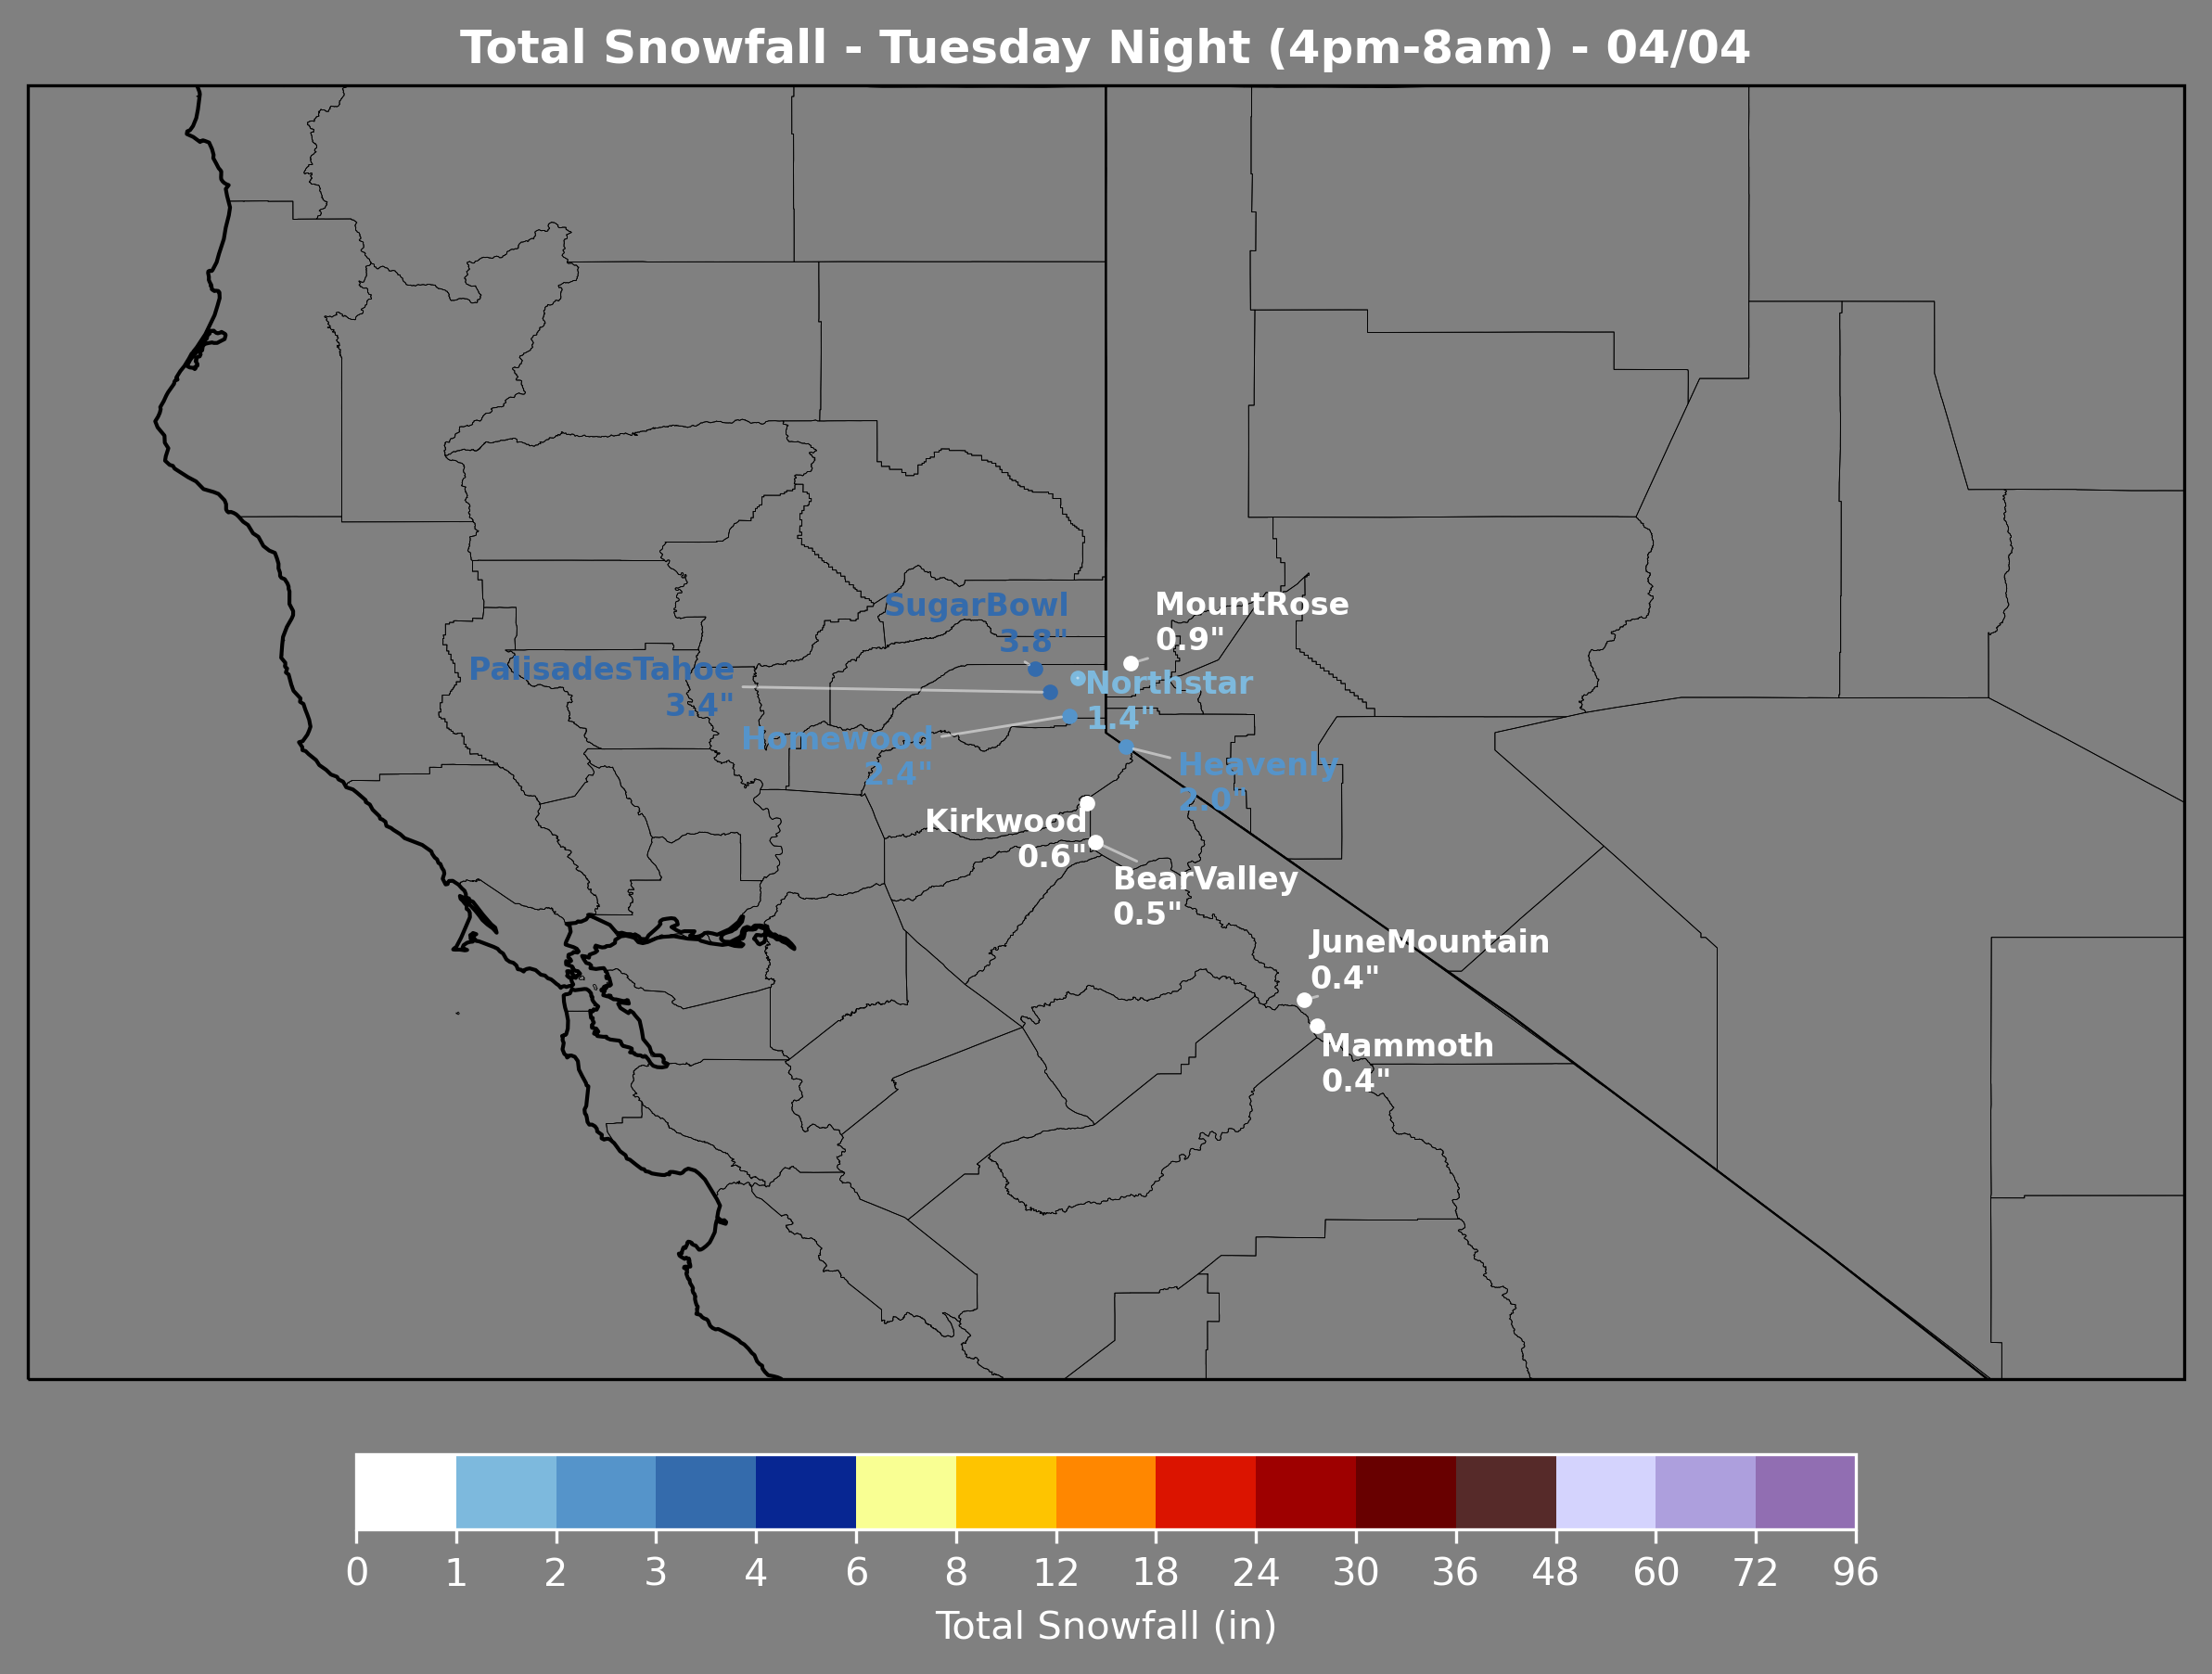 Total Snowfall - Tuesday Night (4pm-8am) - 04/04
SugarBowl
3.8"
MountRose
0.9"
PalisadesTahoe
3.4"
Northstar
1.4"
Homewood
2.4"
Heavenly
2.0"
Kirkwood
0.6"
BearValley
0.5"
JuneMountain
0.4"
Mammoth
0.4"
0 1 2 3 4 6 8 12 18 24 30 36 48 60 72 96
Total Snowfall (in)